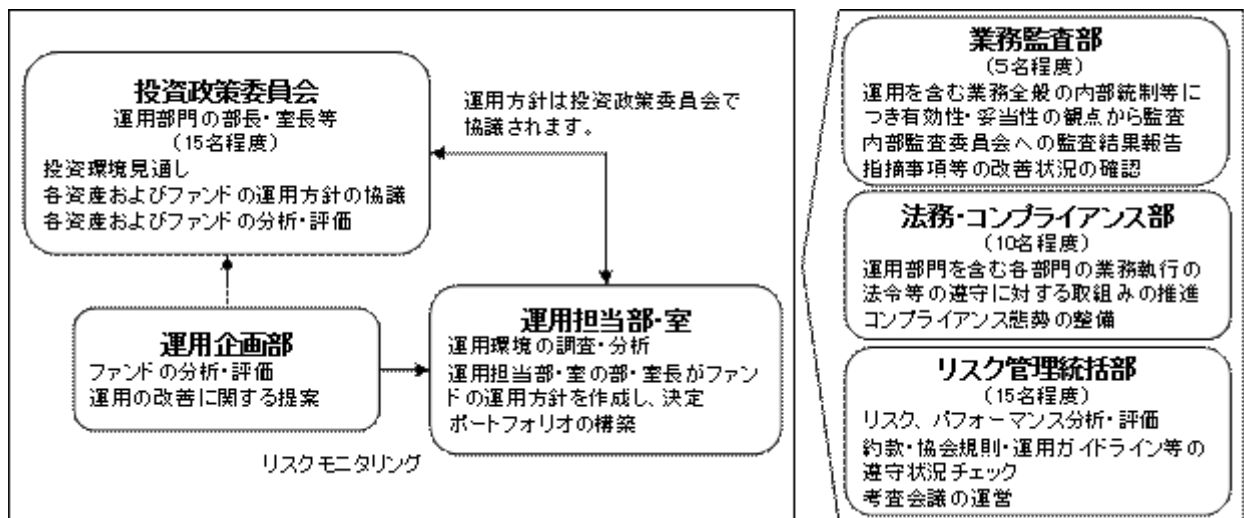 投資政策委員会
運用部門の部長・室長等
(15名程度)
投資環境見通し
各資産およびファンドの運用方針の協議
各資産およびファンドの分析・評価
運用方針は投資政策委員会で
協議されます。
運用企画部
ファンドの分析・評価
運用の改善に関する提案
運用担当部・室
運用環境の調査・分析
運用担当部・室の部・室長がファン
ドの運用方針を作成し、決定
ポートフォリオの構築
リスクモニタリング
業務監査部
(5名程度)
運用を含む業務全般の内部統制等に
つき有効性・妥当性の観点から監査
内部監査委員会への監査結果報告
指摘事項等の改善状況の確認
法務・コンプライアンス部
(10名程度)
運用部門を含む各部門の業務執行の
法令等の遵守に対する取組みの推進
コンプライアンス態勢の整備
リスク管理統括部
(15名程度)
リスク、パフォーマンス分析・評価
約款・協会規則・運用ガイドライン等の
遵守状況チェック
考査会議の運営